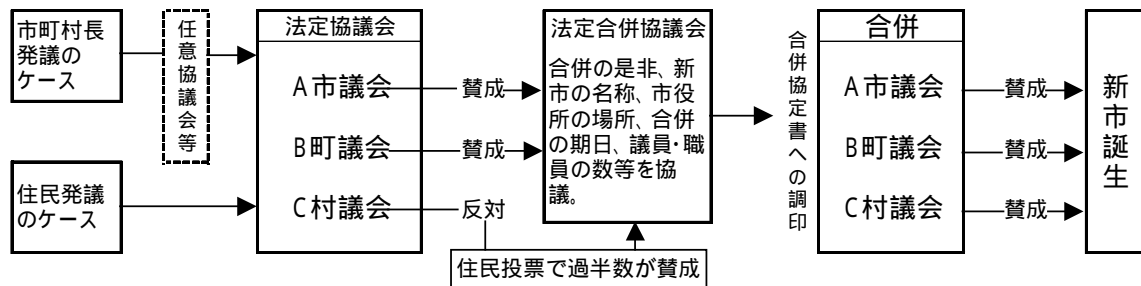 市町村長
発議の
ケース
任意協議会等
住民発議
のケース
法定協議会
A市議会
賛成
B町議会
賛成
C村議会
反対
住民投票で過半数が賛成
法定合併協議会
合併の是非、新
市の名称、市役
所の場所、合併
の期日、議員・職
員の数等を協
議。
合併協定書への調印
合併
A市議会
賛成
B町議会
賛成
C村議会
賛成
新市誕生